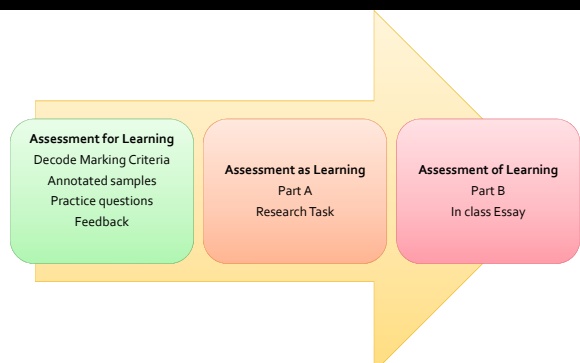 Assessment for Learning
Decode Marking Criteria
Annotated samples
Practice questions
Feedback
Assessment as Learning
Part A
Research Task
Assessment of Learning
Part B
In class Essay